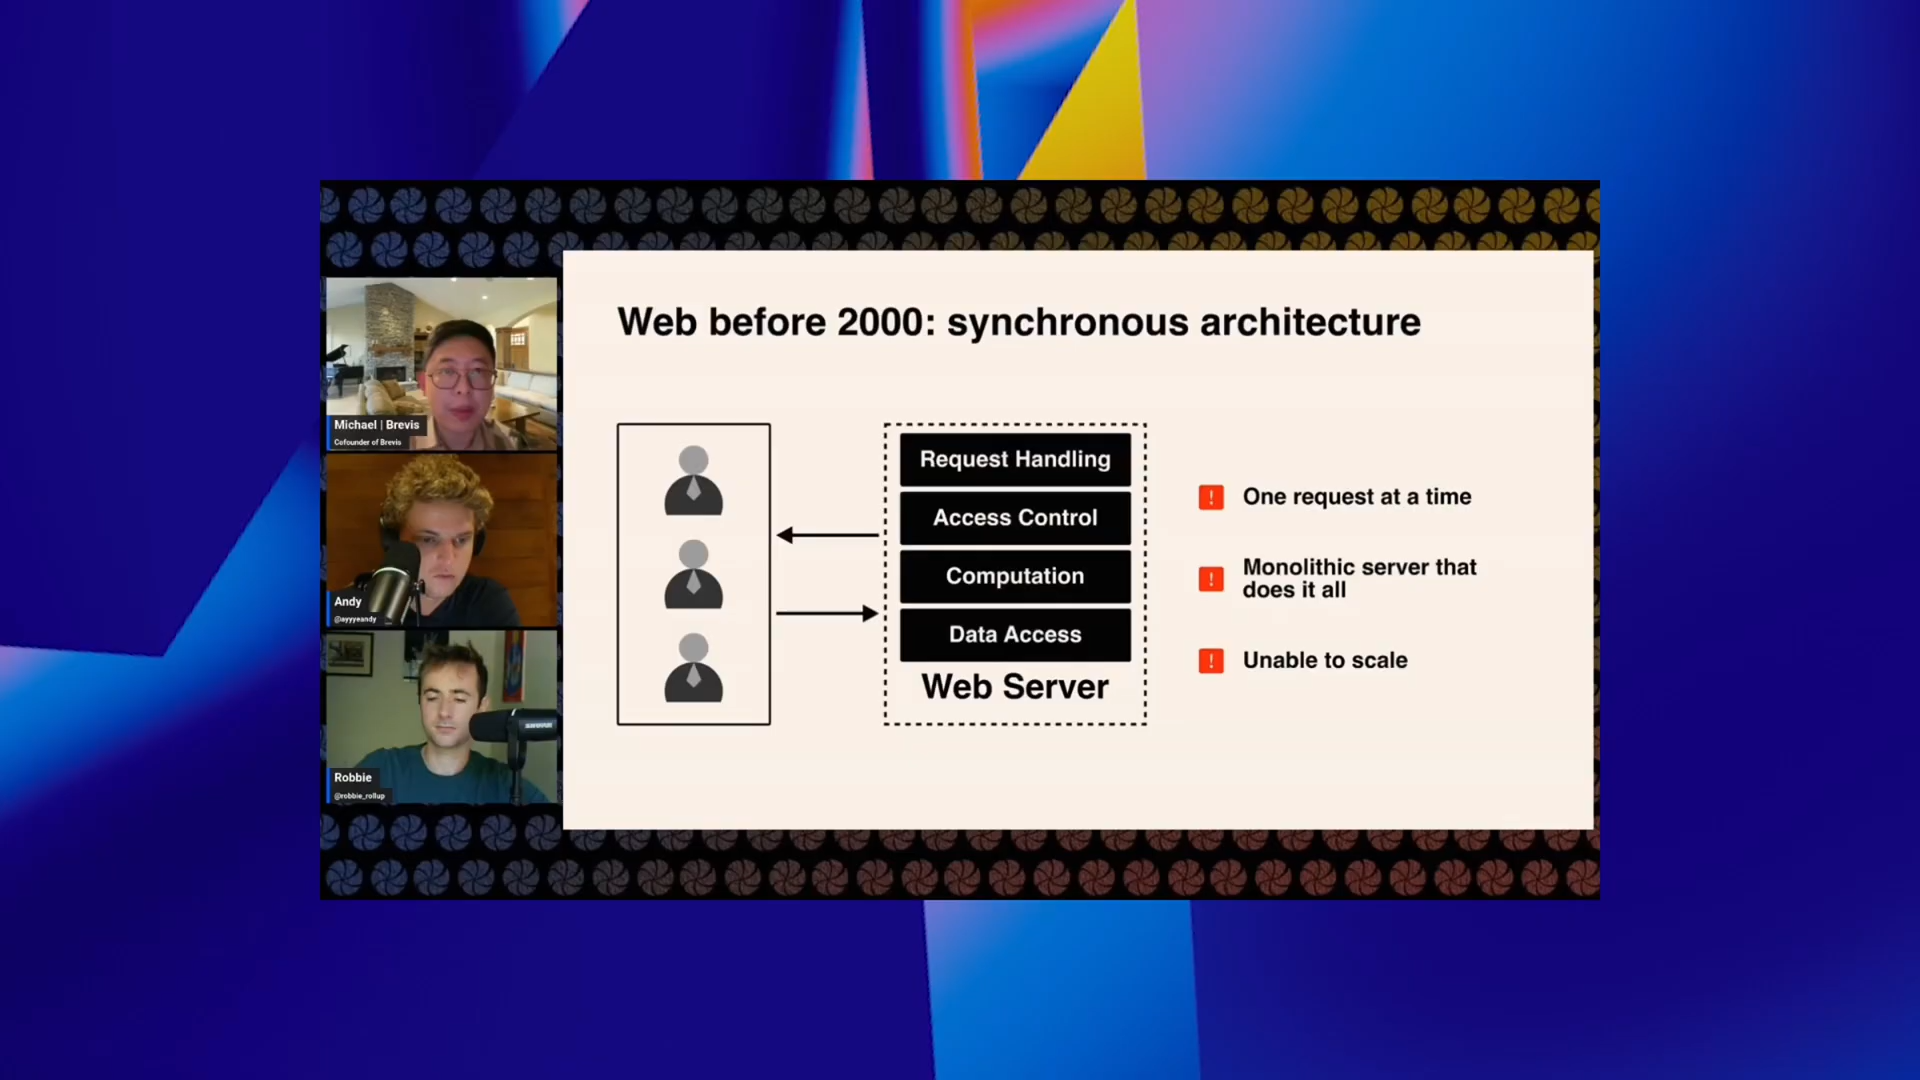 Web before 2000: synchronous architecture
Michael | Brevis
Cofounder of Brevis
Andy
@ayyyeandy
Robbie
@robbie_rollup
Request Handling
Access Control
Computation
Data Access
Web Server
One request at a time
Monolithic server that
does it all
Unable to scale